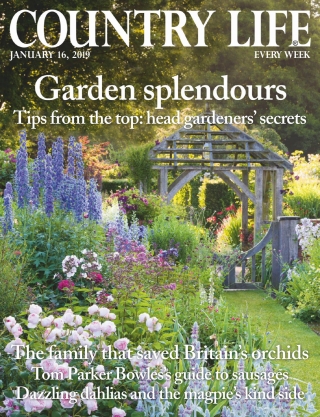 COUNTRY LIFE
JANUARY 16, 2019
EVERY WEEK
Garden splendours
Tips from the top: head gardeners' secrets
The family that saved Britain's orchids
Tom Parker Bowles's guide to sausages
Dazzling dahlias and the magpie's kind side